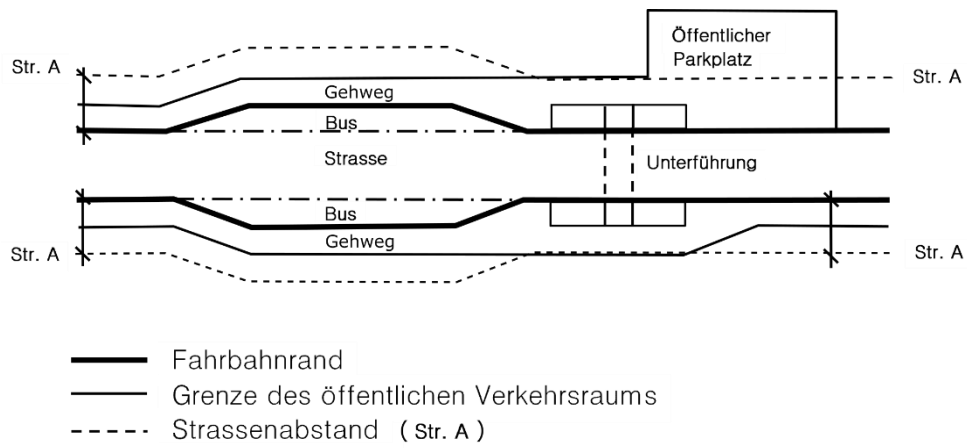 Öffentlicher
Parkplatz
Str. A
Str. A
Gehweg
Bus
Strasse
Unterführung
Bus
Gehweg
Str. A
Str. A
Fahrbahnrand
Grenze des öffentlichen Verkehrsraums
Strassenabstand ( Str. A )